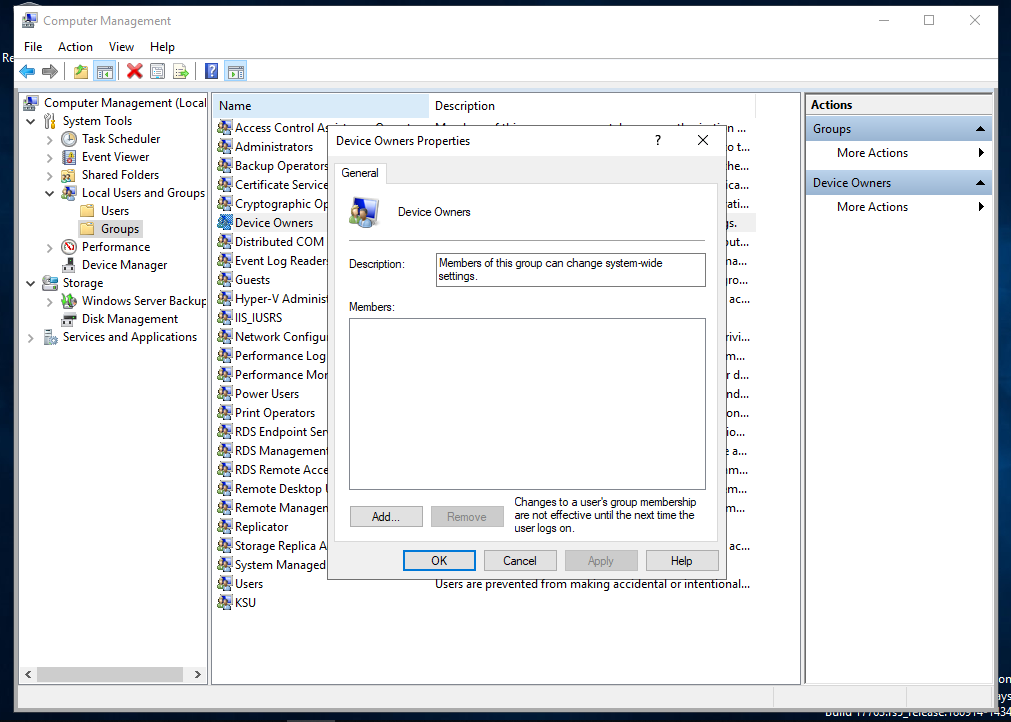 Computer Management
File Action View Help
Computer Management (Local
System Tools
Task Scheduler
Event Viewer
Shared Folders
Local Users and Groups
Users
Groups
Performance
Device Manager
Storage
Windows Server Backup
Disk Management
Services and Applications
Name Description
Access Control
Administrators
Backup Operators
Certificate Service
Cryptographic Op
Device Owners
Distributed COM
Event Log Readers
Guests
Hyper-V Administ
IIS_IUSRS
Network Configu
Performance Log
Performance Mon
Power Users
Print Operators
RDS Endpoint Ser
RDS Management
RDS Remote Acce
Remote Desktop
Remote Manager
Replicator
Storage Replica A
System Managed
Users Users are prevented from making accidental or intentional...
KSU
Device Owners Properties
?
General
Device Owners
Description: Members of this group can change system-wide
settings.
Members:
Add... Remove
Changes to a user's group membership
are not effective until the next time the
user logs on.
OK Cancel Apply Help
Actions
Groups
More Actions
Device Owners
More Actions